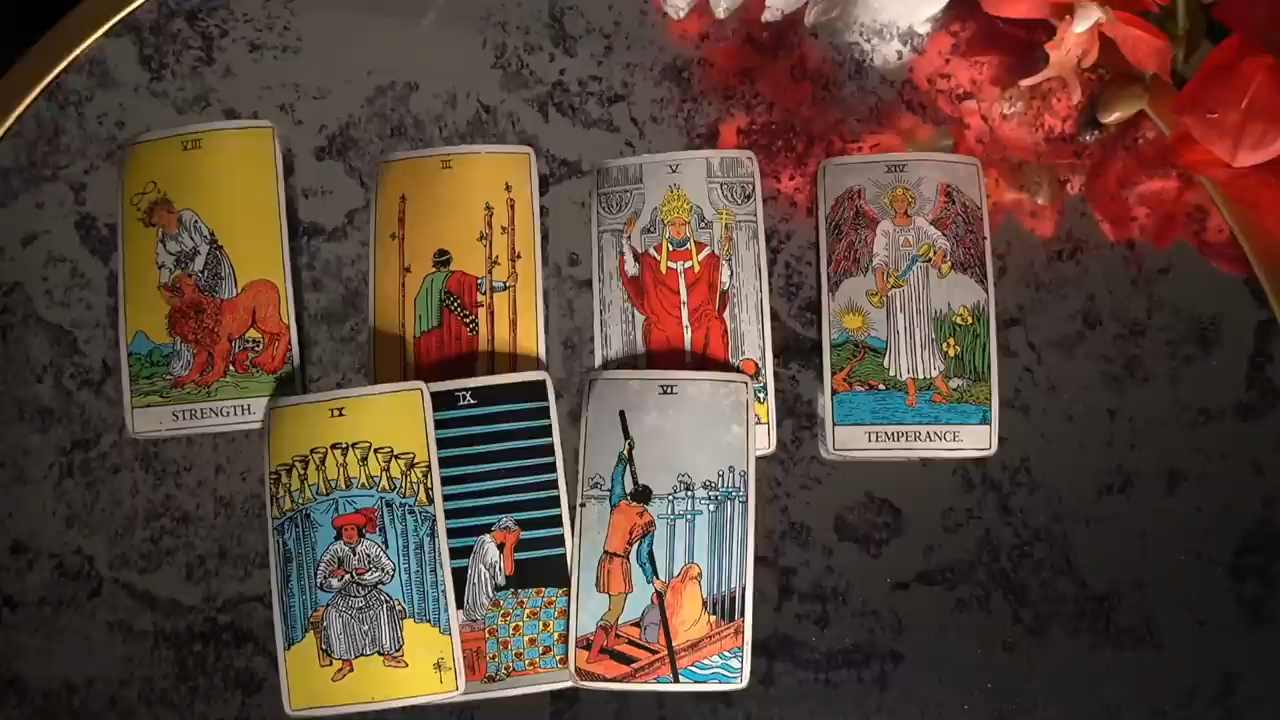 VIII
III
V
XIV
STRENGTH.
TEMPERANCE.
IX
IX
VI